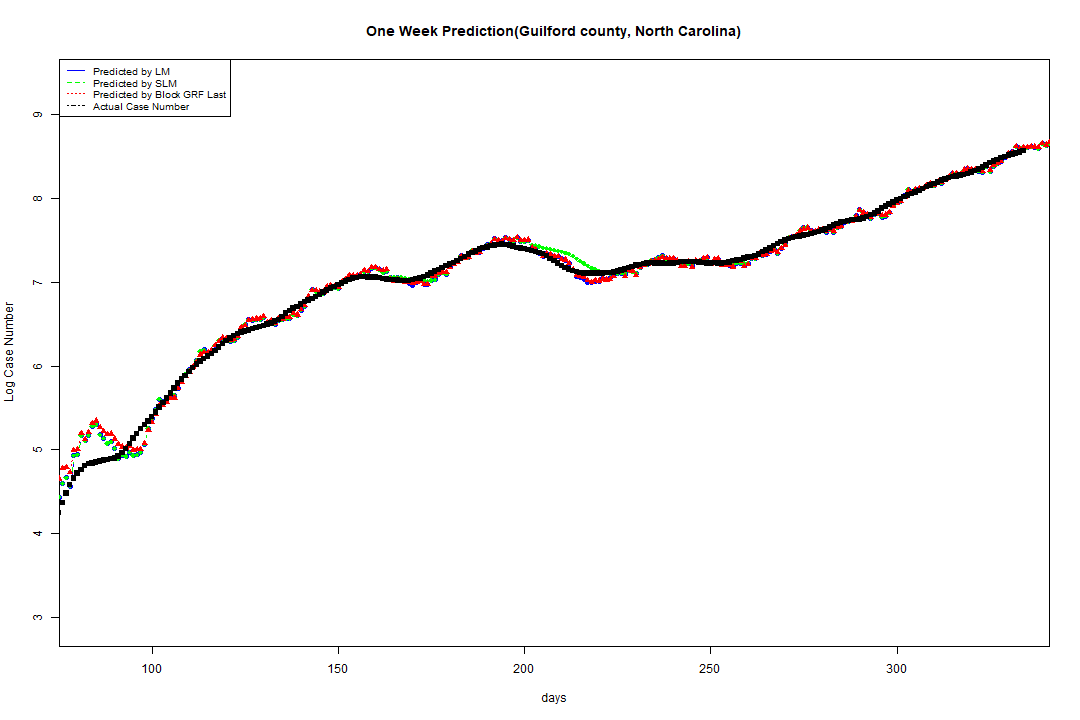 One Week Prediction(Guilford county, North Carolina)
Predicted by LM
Predicted by SLM
Predicted by Block GRF Last
Actual Case Number
9
8
7
6
5
4
3
Log Case Number
100 150 200 250 300
days